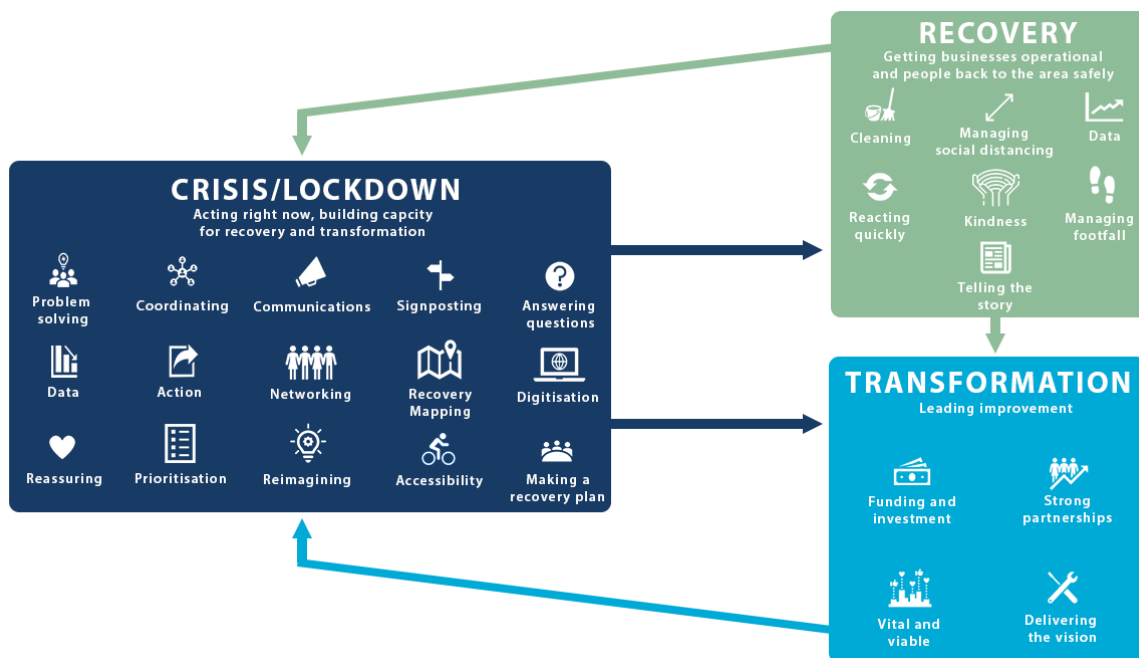 RECOVERY
Getting businesses operational
and people back to the area safely
Cleaning
Managing
social distancing
Data
Reacting
quickly
Kindness
Managing
footfall
Telling the
story
CRISIS/LOCKDOWN
Acting right now, building capcity
for recovery and transformation
Problem
solving
Coordinating
Communications
Signposting
Answering
questions
Data
Action
Networking
Recovery
Mapping
Digitisation
Reassuring
Prioritisation
Reimagining
Accessibility
Making a
recovery plan
TRANSFORMATION
Leading improvement
Funding and
investment
Strong
partnerships
Vital and
viable
Delivering
the vision